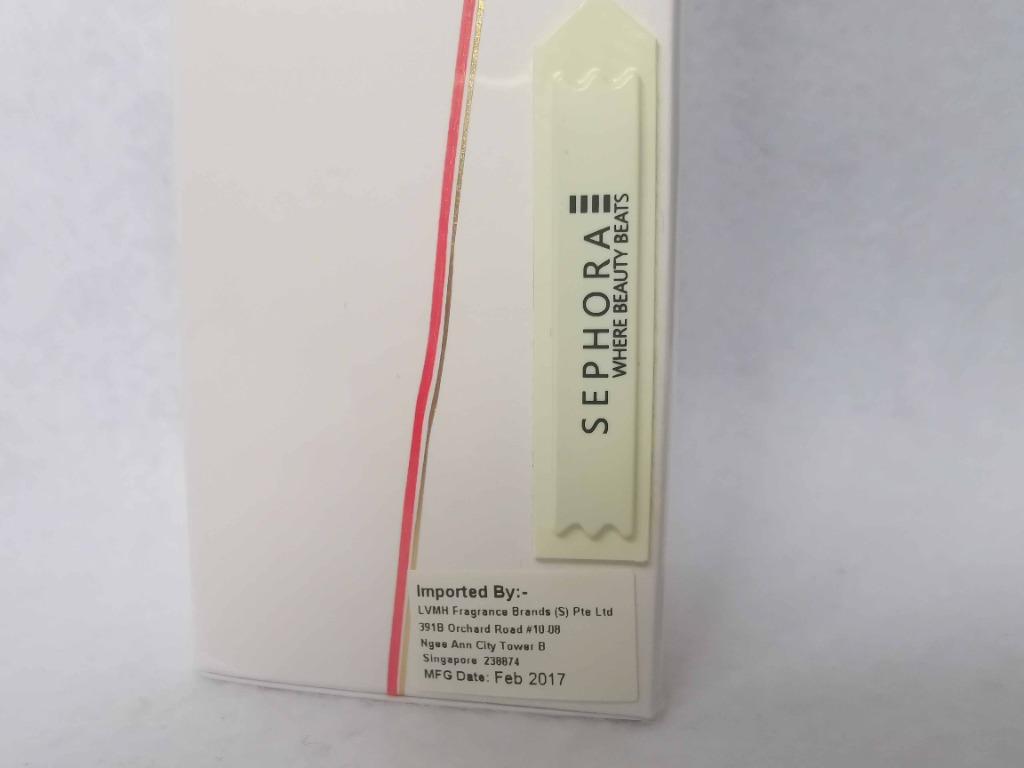 SEPHORA
WHERE BEAUTY BEATS
Imported By:-
LVMH Fragrance Brands (S) Pte Ltd
391B Orchard Road #10-08
Ngee Ann City Tower B
Singapore 238874
MFG Date: Feb 2017